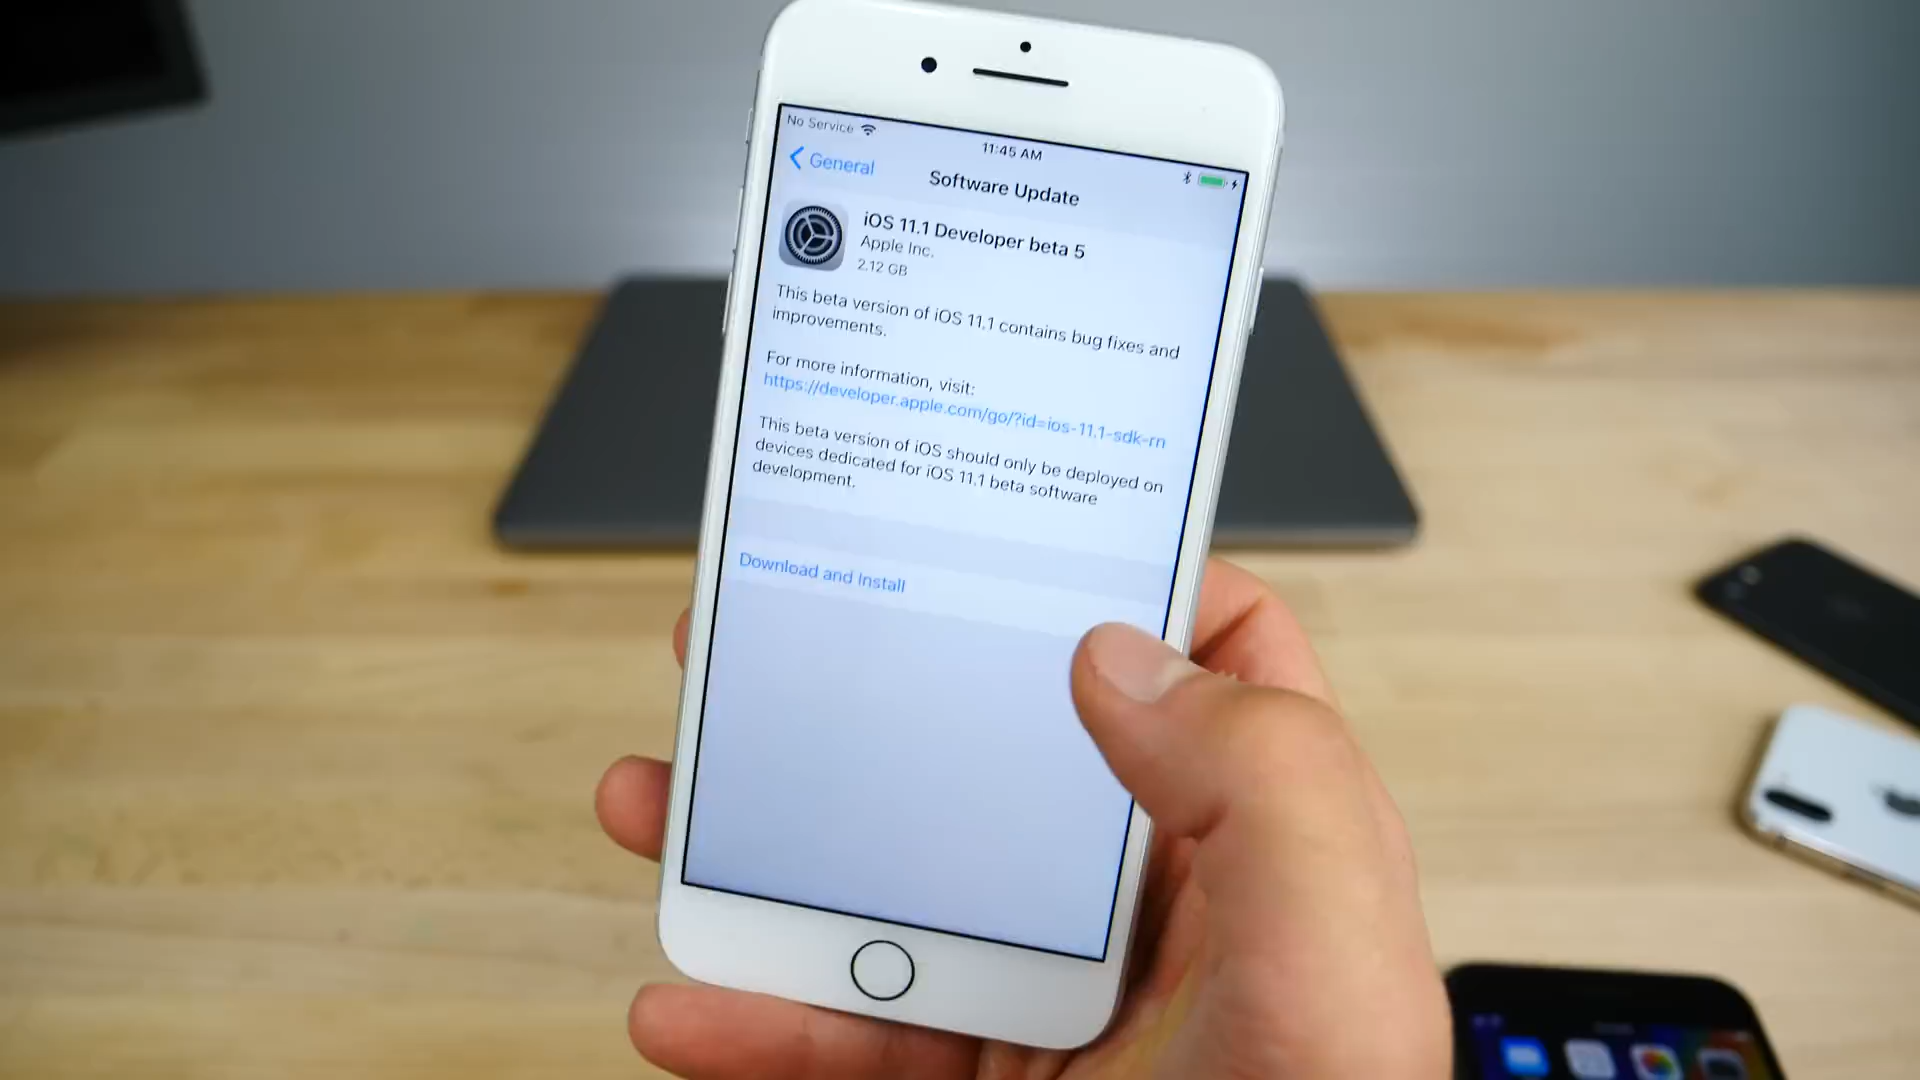 No Service
11:45 AM
General
Software Update
iOS 11.1 Developer beta 5
Apple Inc.
2.12 GB
This beta version of iOS 11.1 contains bug fixes and
improvements.
For more information, visit:
https://developer.apple.com/go/?id=ios-11.1-sdk-rn
This beta version of iOS should only be deployed on
devices dedicated for iOS 11.1 beta software
development.
Download and Install